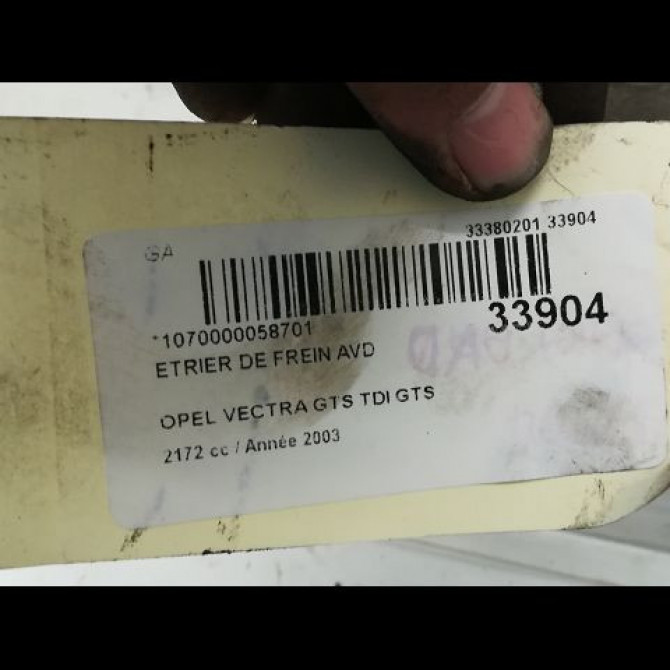 GA
33380201 33904
*1070000058701
33904
ETRIER DE FREIN AVD
OPEL VECTRA GTS TDI GTS
2172 cc / Année 2003